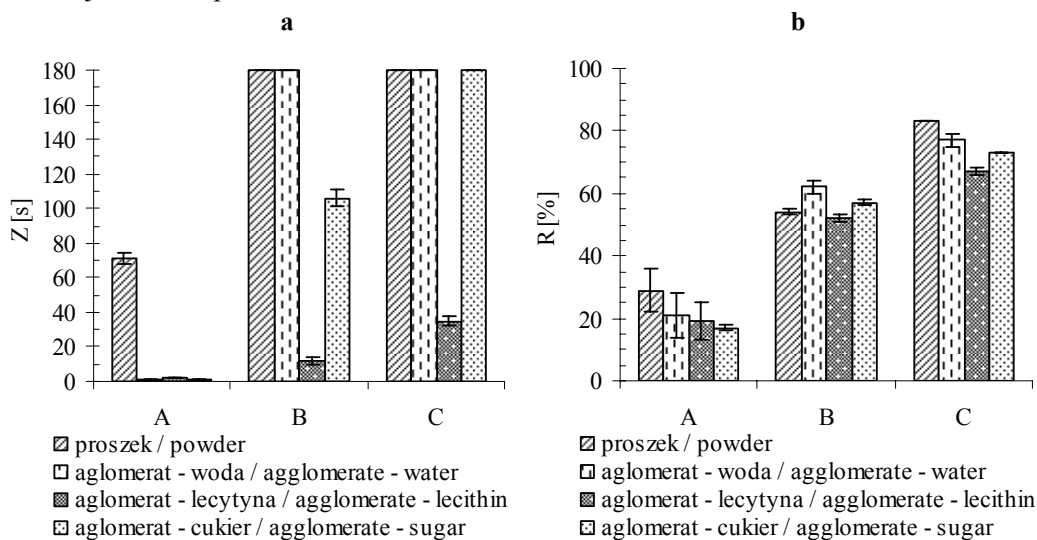 a
Z [s]
180
160
140
120
100
80
60
40
20
0
A B C
proszek / powder
aglomerat - woda / agglomerate - water
aglomerat - lecytyna / agglomerate - lecithin
aglomerat - cukier / agglomerate - sugar
b
R [%]
100
80
60
40
20
0
A B C
proszek / powder
aglomerat - woda / agglomerate - water
aglomerat - lecytyna / agglomerate - lecithin
aglomerat - cukier / agglomerate - sugar